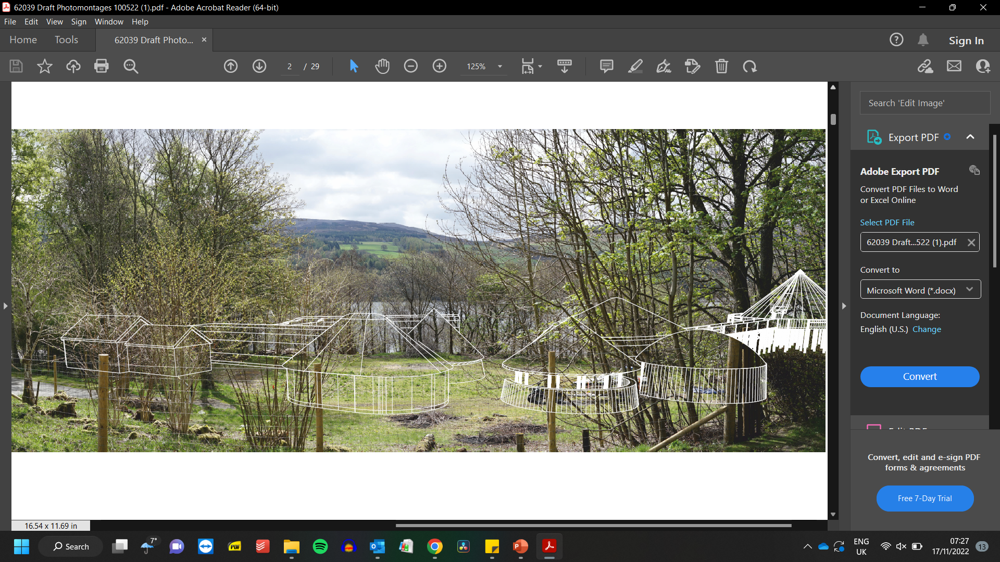 62039 Draft Photomontages 100522 (1).pdf - Adobe Acrobat Reader (64-bit)
File Edit View Sign Window Help
Home Tools 62039 Draft Photo... × Sign In
2 / 29 125%
Search 'Edit Image'
Export PDF
Adobe Export PDF
Convert PDF Files to Word
or Excel Online
Select PDF File
62039 Draft...522 (1).pdf
Convert to
Microsoft Word (*.docx)
Document Language:
English (U.S.) Change
Convert
Edit PDF
Convert, edit and e-sign PDF
forms & agreements
Free 7-Day Trial
16.54 x 11.69 in
Search
7°
PDF
ENG
UK
07:27
17/11/2022
13